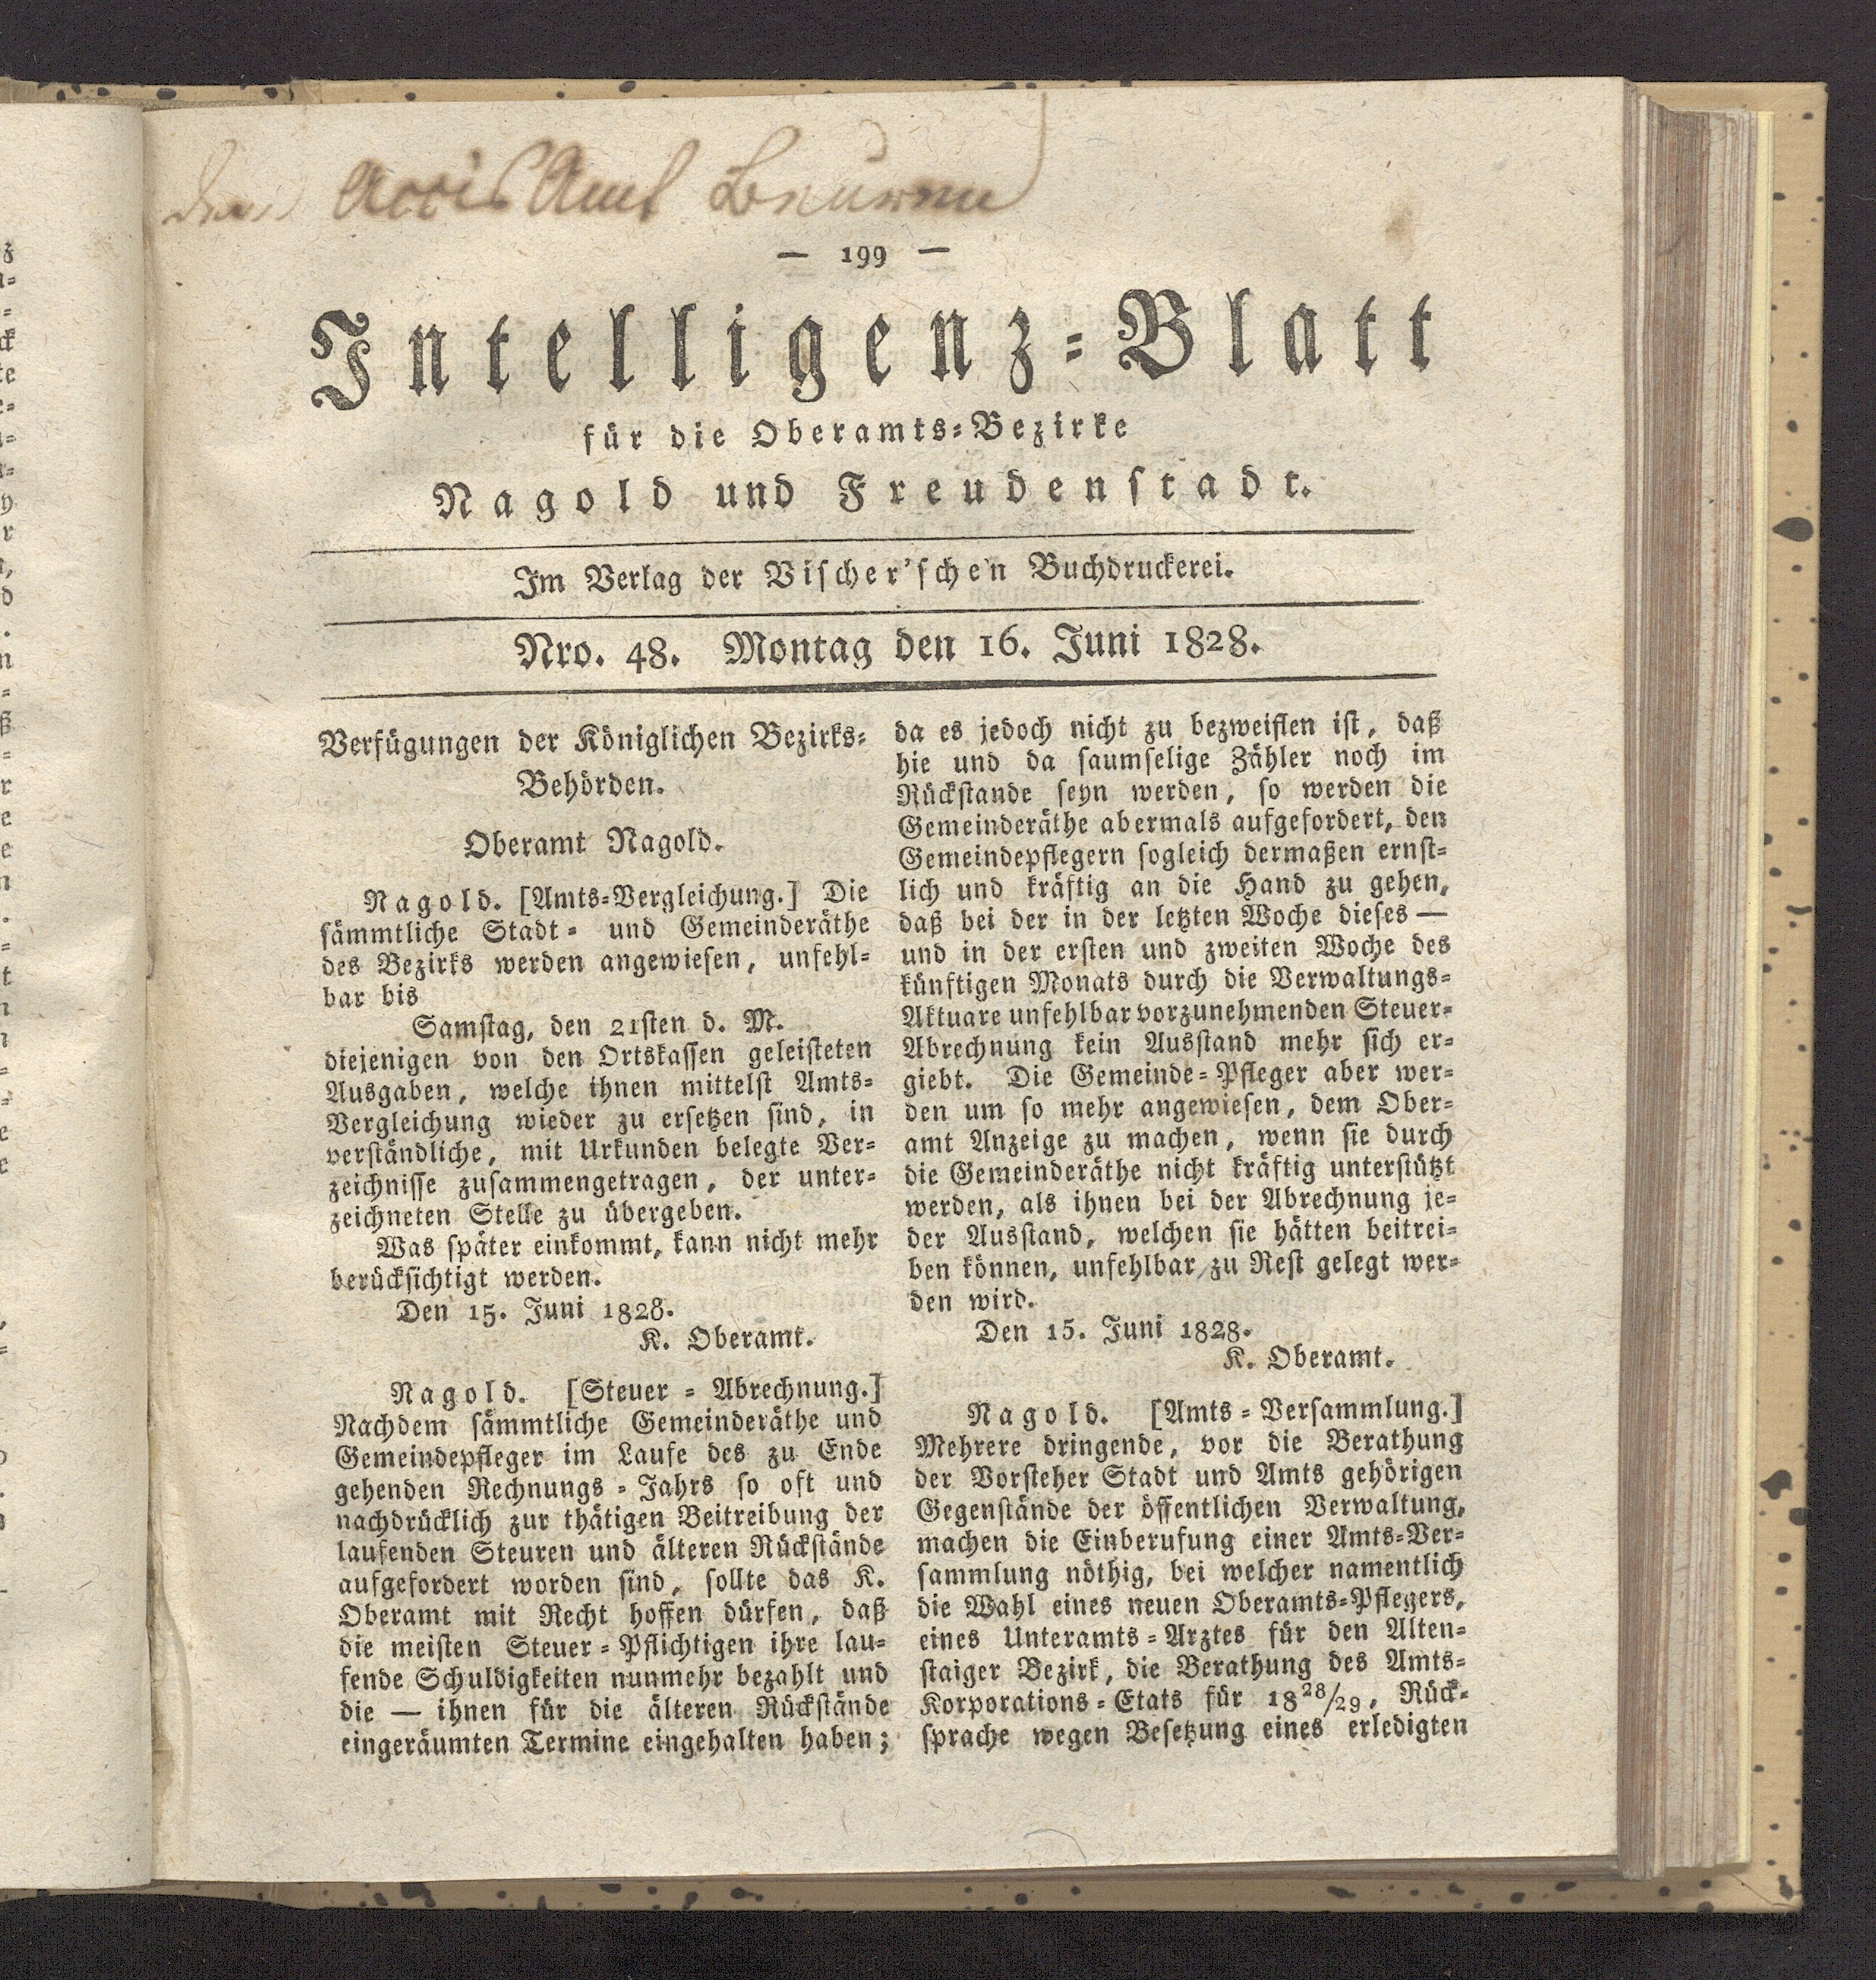 Accis Amt Beuren
— 199 —
Intelligenz-Blatt
für die Oberamts-Bezirke
Nagold und Freudenstadt.
Im Verlag der Vischer'schen Buchdruckerei.
Nro. 48. Montag den 16. Juni 1828.
Verfügungen der Königlichen Bezirks-
Behörden.
Oberamt Nagold.
Nagold. [Amts-Vergleichung.] Die
sämmtliche Stadt- und Gemeinderäthe
des Bezirks werden angewiesen, unfehl-
bar bis
Samstag, den 21sten d. M.
diejenigen von den Ortskassen geleisteten
Ausgaben, welche ihnen mittelst Amts-
Vergleichung wieder zu ersetzen sind, in
verständliche, mit Urkunden belegte Ver-
zeichnisse zusammengetragen, der unter-
zeichneten Stelle zu übergeben.
Was später einkommt, kann nicht mehr
berücksichtigt werden.
Den 15. Juni 1828.
K. Oberamt.
Nagold. [Steuer-Abrechnung.]
Nachdem sämmtliche Gemeinderäthe und
Gemeindepfleger im Laufe des zu Ende
gehenden Rechnungs-Jahrs so oft und
nachdrücklich zur thätigen Beitreibung der
laufenden Steuren und älteren Rückstände
aufgefordert worden sind, sollte das K.
Oberamt mit Recht hoffen dürfen, daß
die meisten Steuer-Pflichtigen ihre lau-
fende Schuldigkeiten nunmehr bezahlt und
die — ihnen für die älteren Rückstände
eingeräumten Termine eingehalten haben;
da es jedoch nicht zu bezweiflen ist, daß
hie und da saumselige Zähler noch im
Rückstande seyn werden, so werden die
Gemeinderäthe abermals aufgefordert, den
Gemeindepflegern sogleich dermaßen ernst-
lich und kräftig an die Hand zu gehen,
daß bei der in der letzten Woche dieses —
und in der ersten und zweiten Woche des
künftigen Monats durch die Verwaltungs-
Aktuare unfehlbar vorzunehmenden Steuer-
Abrechnung kein Ausstand mehr sich er-
giebt. Die Gemeinde-Pfleger aber wer-
den um so mehr angewiesen, dem Ober-
amt Anzeige zu machen, wenn sie durch
die Gemeinderäthe nicht kräftig unterstützt
werden, als ihnen bei der Abrechnung je-
der Ausstand, welchen sie hätten beitrei-
ben können, unfehlbar zu Rest gelegt wer-
den wird.
Den 15. Juni 1828.
K. Oberamt.
Nagold. [Amts-Versammlung.]
Mehrere dringende, vor die Berathung
der Vorsteher Stadt und Amts gehörigen
Gegenstände der öffentlichen Verwaltung,
machen die Einberufung einer Amts-Ver-
sammlung nöthig, bei welcher namentlich
die Wahl eines neuen Oberamts-Pflegers,
eines Unteramts-Arztes für den Alten-
staiger Bezirk, die Berathung des Amts-
Korporations-Etats für 18²⁸/₂₉, Rück-
sprache wegen Besetzung eines erledigten